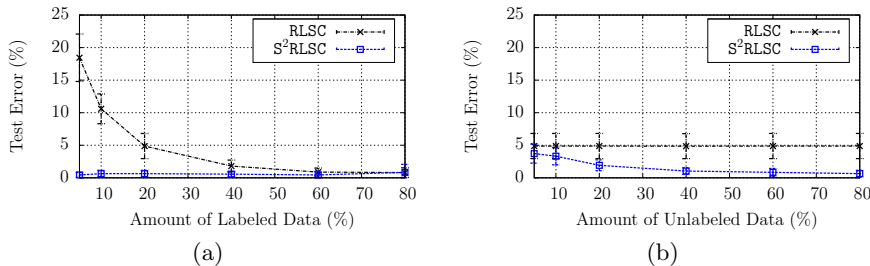 25
20
15
10
5
0
Test Error (%)
RLSC
S²RLSC
10 20 30 40 50 60 70 80
Amount of Labeled Data (%)
(a)
25
20
15
10
5
0
Test Error (%)
RLSC
S²RLSC
10 20 30 40 50 60 70 80
Amount of Unlabeled Data (%)
(b)